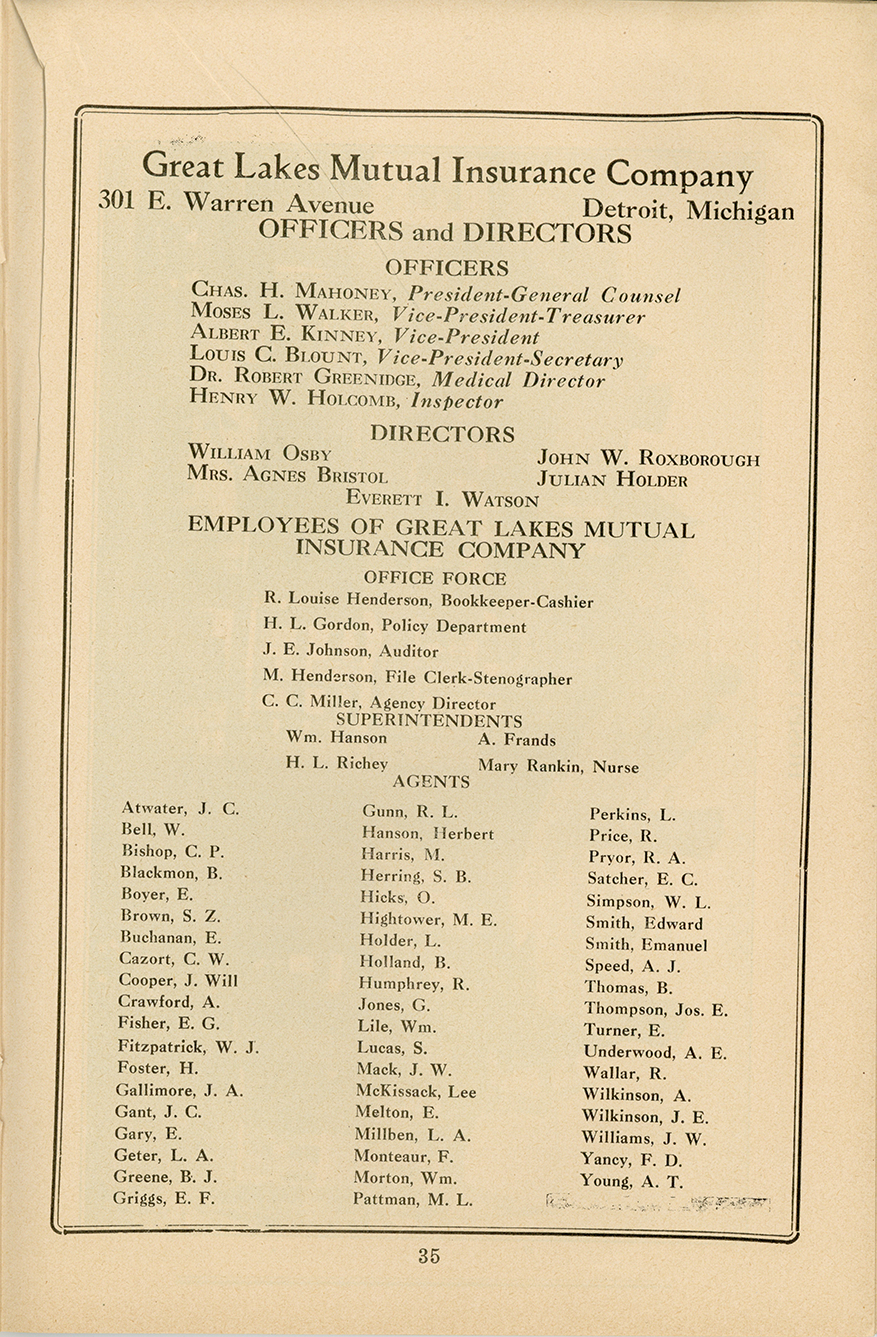 Great Lakes Mutual Insurance Company
301 E. Warren Avenue Detroit, Michigan
OFFICERS and DIRECTORS
OFFICERS
CHAS. H. MAHONEY, President-General Counsel
MOSES L. WALKER, Vice-President-Treasurer
ALBERT E. KINNEY, Vice-President
LOUIS C. BLOUNT, Vice-President-Secretary
DR. ROBERT GREENIDGE, Medical Director
HENRY W. HOLCOMB, Inspector
DIRECTORS
WILLIAM OSBY JOHN W. ROXBOROUGH
MRS. AGNES BRISTOL JULIAN HOLDER
EVERETT I. WATSON
EMPLOYEES OF GREAT LAKES MUTUAL
INSURANCE COMPANY
OFFICE FORCE
R. Louise Henderson, Bookkeeper-Cashier
H. L. Gordon, Policy Department
J. E. Johnson, Auditor
M. Henderson, File Clerk-Stenographer
C. C. Miller, Agency Director
SUPERINTENDENTS
Wm. Hanson A. Frands
H. L. Richey Mary Rankin, Nurse
AGENTS
Atwater, J. C.
Bell, W.
Bishop, C. P.
Blackmon, B.
Boyer, E.
Brown, S. Z.
Buchanan, E.
Cazort, C. W.
Cooper, J. Will
Crawford, A.
Fisher, E. G.
Fitzpatrick, W. J.
Foster, H.
Gallimore, J. A.
Gant, J. C.
Gary, E.
Geter, L. A.
Greene, B. J.
Griggs, E. F.
Gunn, R. L.
Hanson, Herbert
Harris, M.
Herring, S. B.
Hicks, O.
Hightower, M. E.
Holder, L.
Holland, B.
Humphrey, R.
Jones, G.
Lile, Wm.
Lucas, S.
Mack, J. W.
McKissack, Lee
Melton, E.
Millben, L. A.
Monteaur, F.
Morton, Wm.
Pattman, M. L.
Perkins, L.
Price, R.
Pryor, R. A.
Satcher, E. C.
Simpson, W. L.
Smith, Edward
Smith, Emanuel
Speed, A. J.
Thomas, B.
Thompson, Jos. E.
Turner, E.
Underwood, A. E.
Wallar, R.
Wilkinson, A.
Wilkinson, J. E.
Williams, J. W.
Yancy, F. D.
Young, A. T.
35